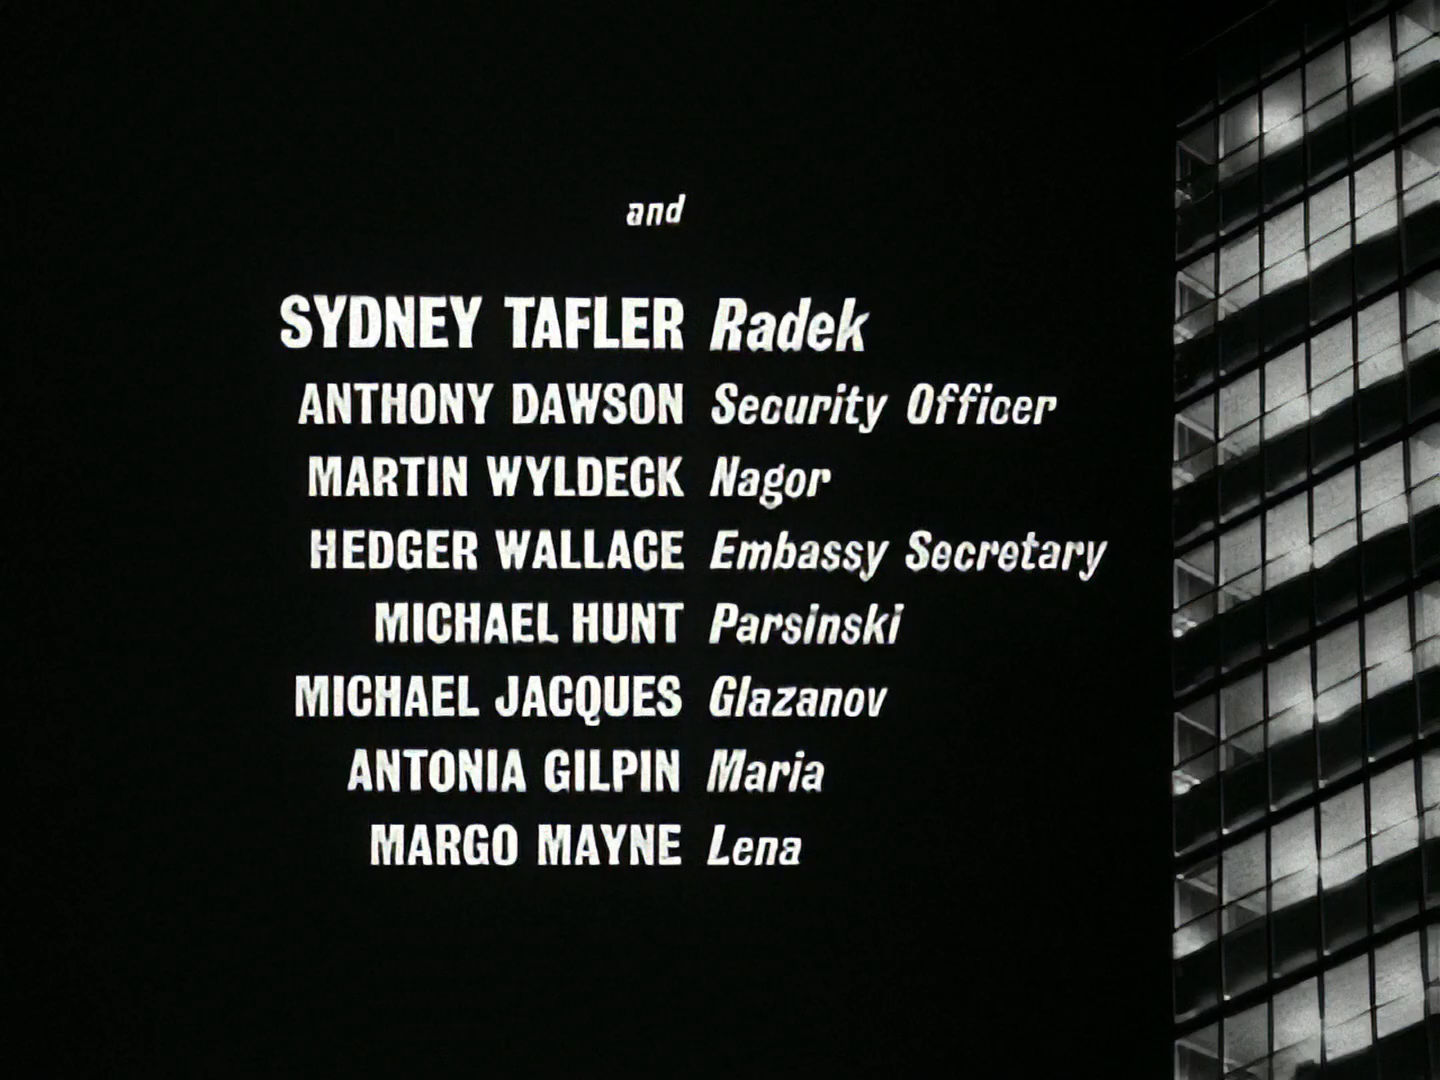 and
SYDNEY TAFLER Radek
ANTHONY DAWSON Security Officer
MARTIN WYLDECK Nagor
HEDGER WALLACE Embassy Secretary
MICHAEL HUNT Parsinski
MICHAEL JACQUES Glazanov
ANTONIA GILPIN Maria
MARGO MAYNE Lena